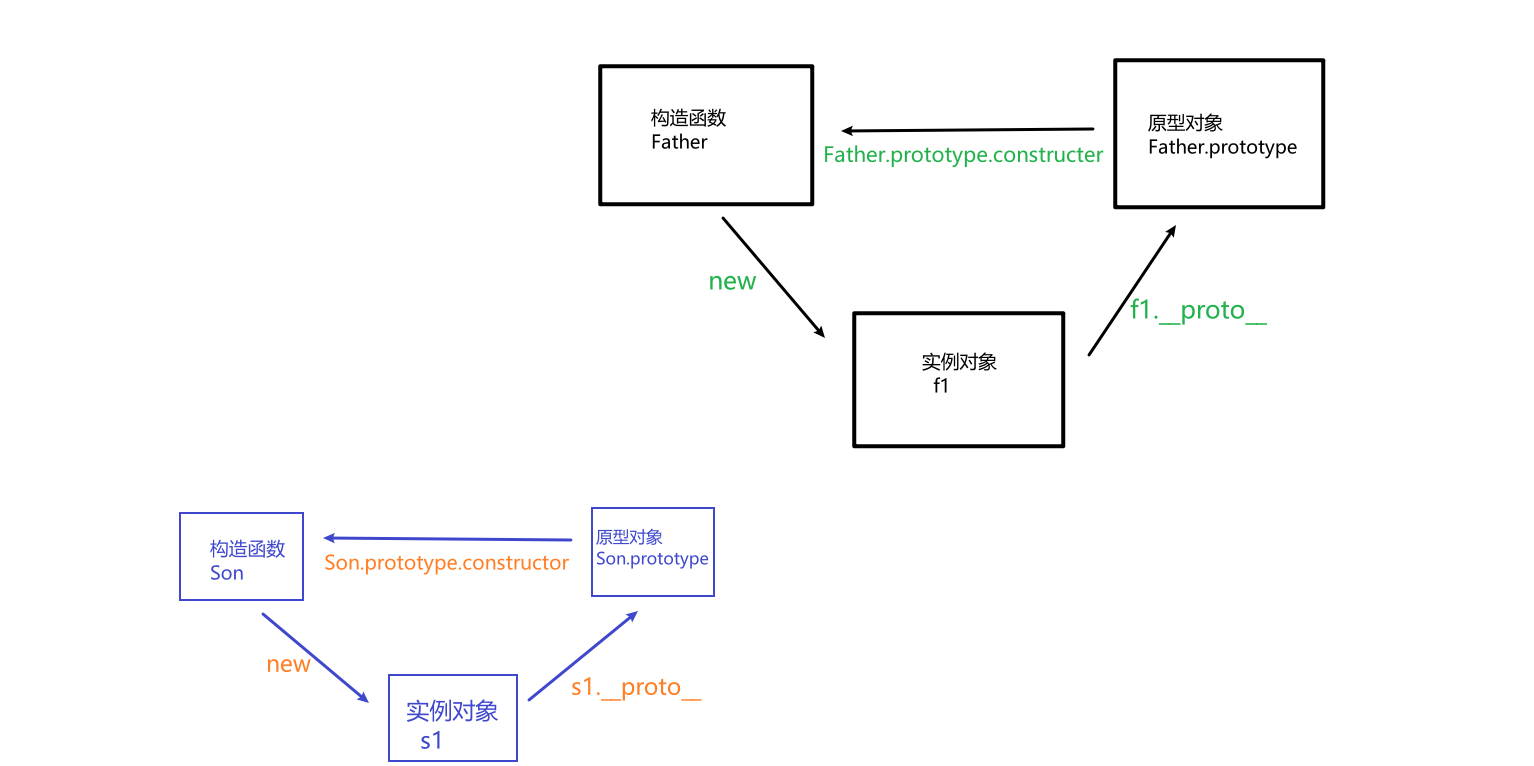 构造函数
Father
原型对象
Father.prototype
Father.prototype.constructer
new
f1.__proto__
实例对象
f1
构造函数
Son
原型对象
Son.prototype
Son.prototype.constructor
new
s1.__proto__
实例对象
s1